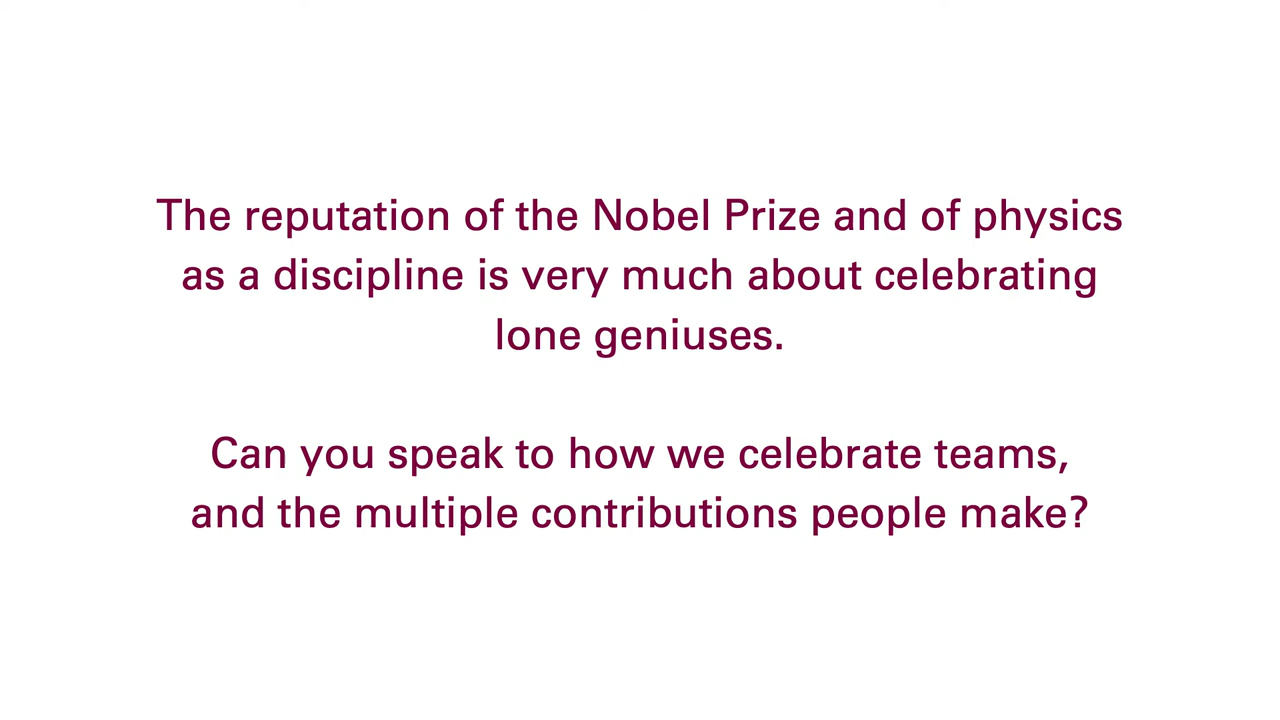 The reputation of the Nobel Prize and of physics
as a discipline is very much about celebrating
lone geniuses.
Can you speak to how we celebrate teams,
and the multiple contributions people make?